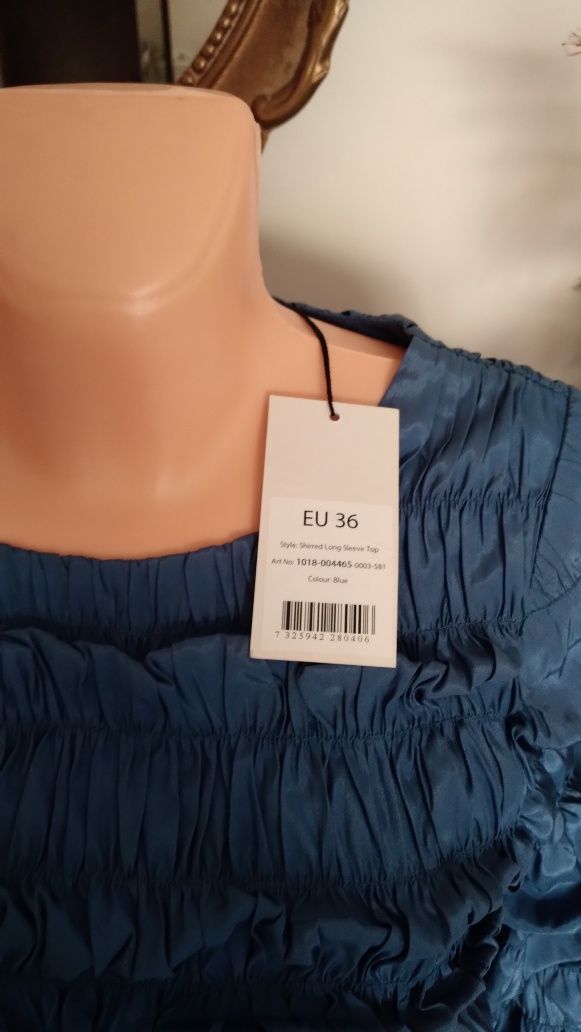 EU 36
Style: Shirred Long Sleeve Top
Art.No: 1018-004465-0003-581
Colour: Blue
7 325942 280406